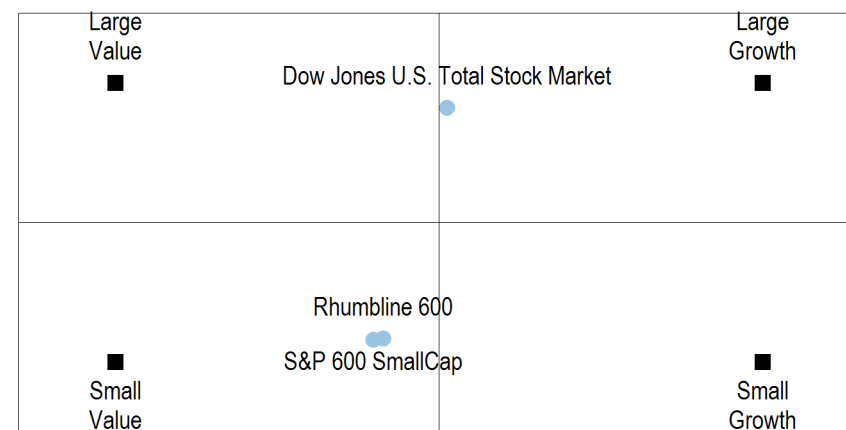 Large
Value
Large
Growth
Dow Jones U.S. Total Stock Market
Rhumbline 600
S&P 600 SmallCap
Small
Value
Small
Growth